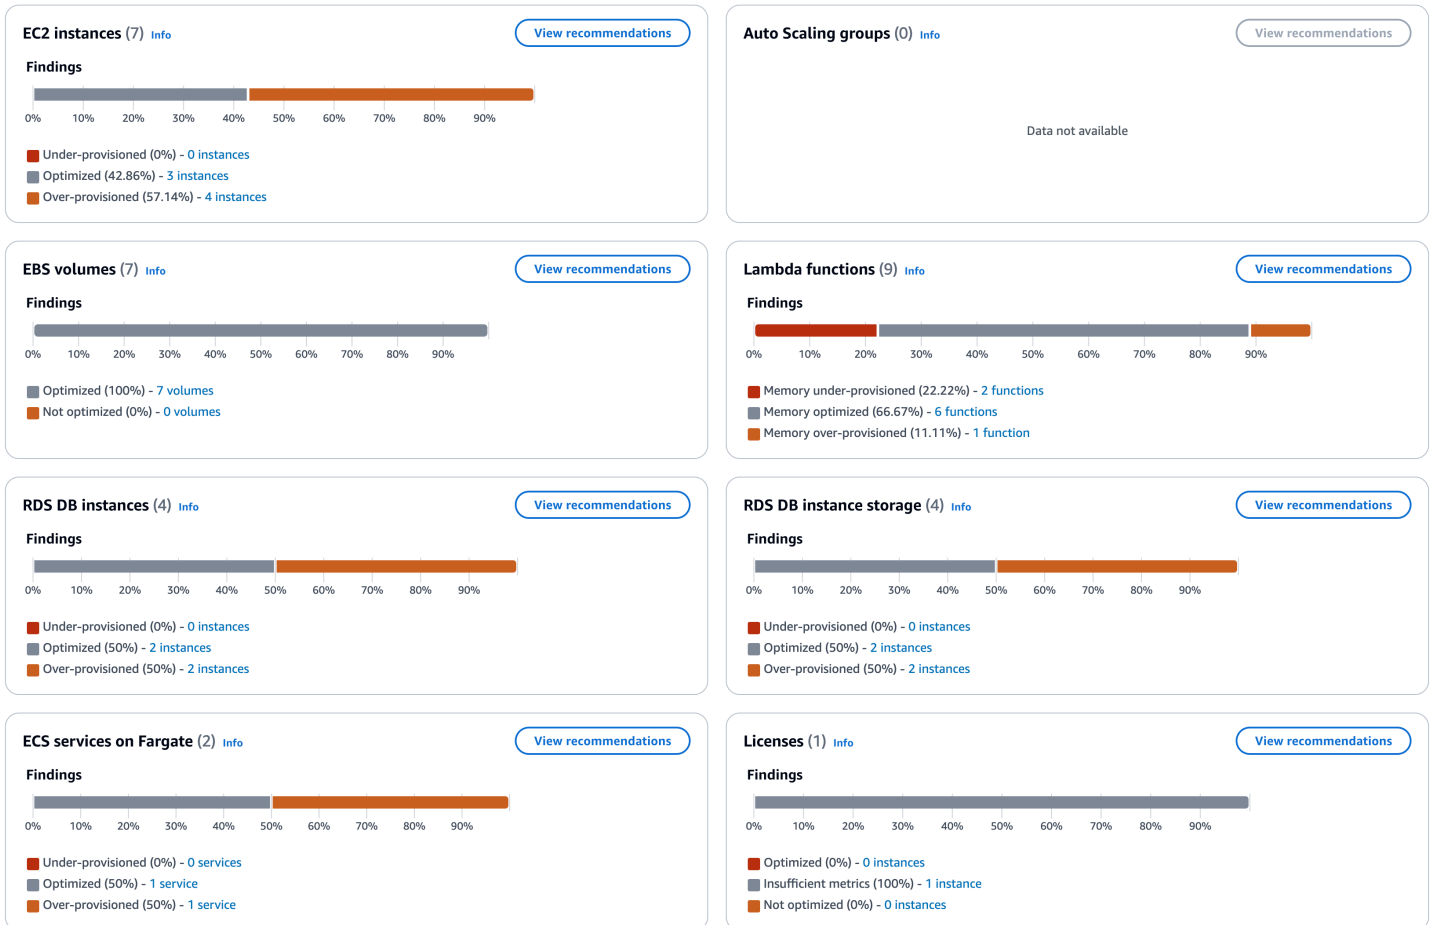 EC2 instances (7) Info View recommendations
Findings
0% 10% 20% 30% 40% 50% 60% 70% 80% 90%
Under-provisioned (0%) - 0 instances
Optimized (42.86%) - 3 instances
Over-provisioned (57.14%) - 4 instances
Auto Scaling groups (0) Info View recommendations
Data not available
EBS volumes (7) Info View recommendations
Findings
0% 10% 20% 30% 40% 50% 60% 70% 80% 90%
Optimized (100%) - 7 volumes
Not optimized (0%) - 0 volumes
Lambda functions (9) Info View recommendations
Findings
0% 10% 20% 30% 40% 50% 60% 70% 80% 90%
Memory under-provisioned (22.22%) - 2 functions
Memory optimized (66.67%) - 6 functions
Memory over-provisioned (11.11%) - 1 function
RDS DB instances (4) Info View recommendations
Findings
0% 10% 20% 30% 40% 50% 60% 70% 80% 90%
Under-provisioned (0%) - 0 instances
Optimized (50%) - 2 instances
Over-provisioned (50%) - 2 instances
RDS DB instance storage (4) Info View recommendations
Findings
0% 10% 20% 30% 40% 50% 60% 70% 80% 90%
Under-provisioned (0%) - 0 instances
Optimized (50%) - 2 instances
Over-provisioned (50%) - 2 instances
ECS services on Fargate (2) Info View recommendations
Findings
0% 10% 20% 30% 40% 50% 60% 70% 80% 90%
Under-provisioned (0%) - 0 services
Optimized (50%) - 1 service
Over-provisioned (50%) - 1 service
Licenses (1) Info View recommendations
Findings
0% 10% 20% 30% 40% 50% 60% 70% 80% 90%
Optimized (0%) - 0 instances
Insufficient metrics (100%) - 1 instance
Not optimized (0%) - 0 instances